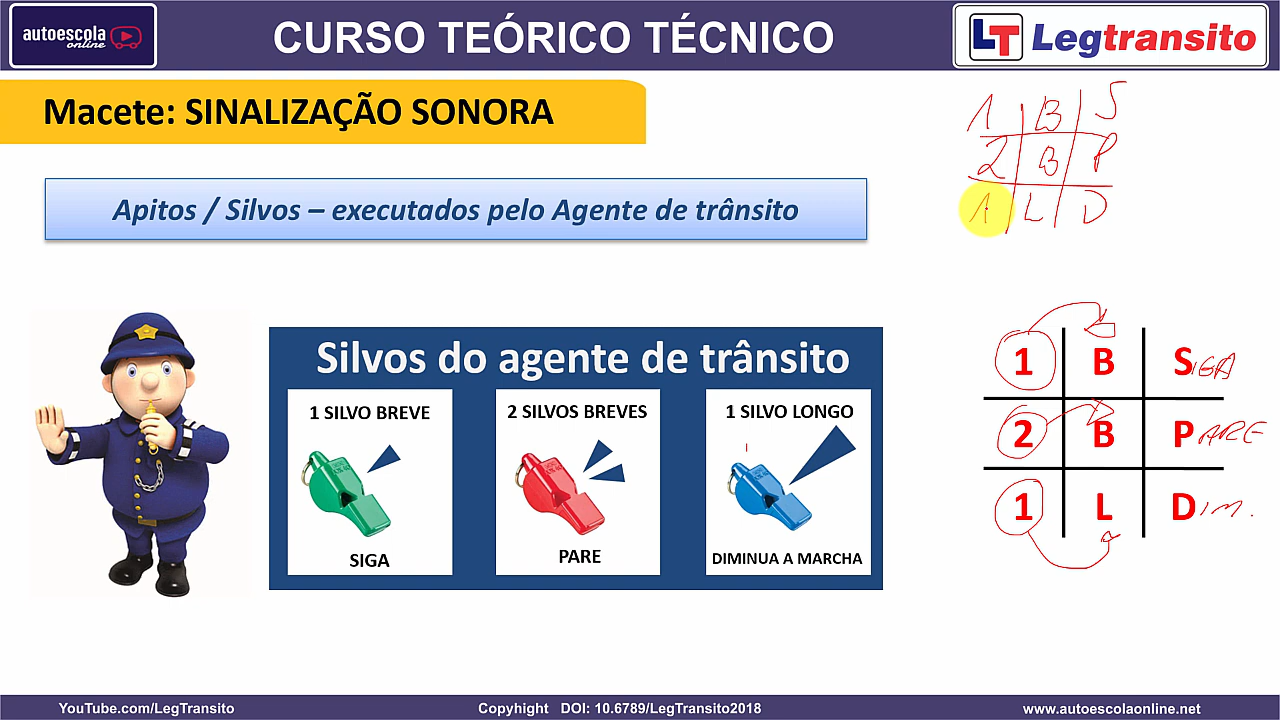 autoescola
online
CURSO TEÓRICO TÉCNICO
LT Legtransito
Macete: SINALIZAÇÃO SONORA
1 B S
2 B P
1 L D
Apitos / Silvos – executados pelo Agente de trânsito
Silvos do agente de trânsito
1 SILVO BREVE
SIGA
2 SILVOS BREVES
PARE
1 SILVO LONGO
DIMINUA A MARCHA
1 B SIGA
2 B PARE
1 L DIM.
YouTube.com/LegTransito
Copyhight DOI: 10.6789/LegTransito2018
www.autoescolaonline.net